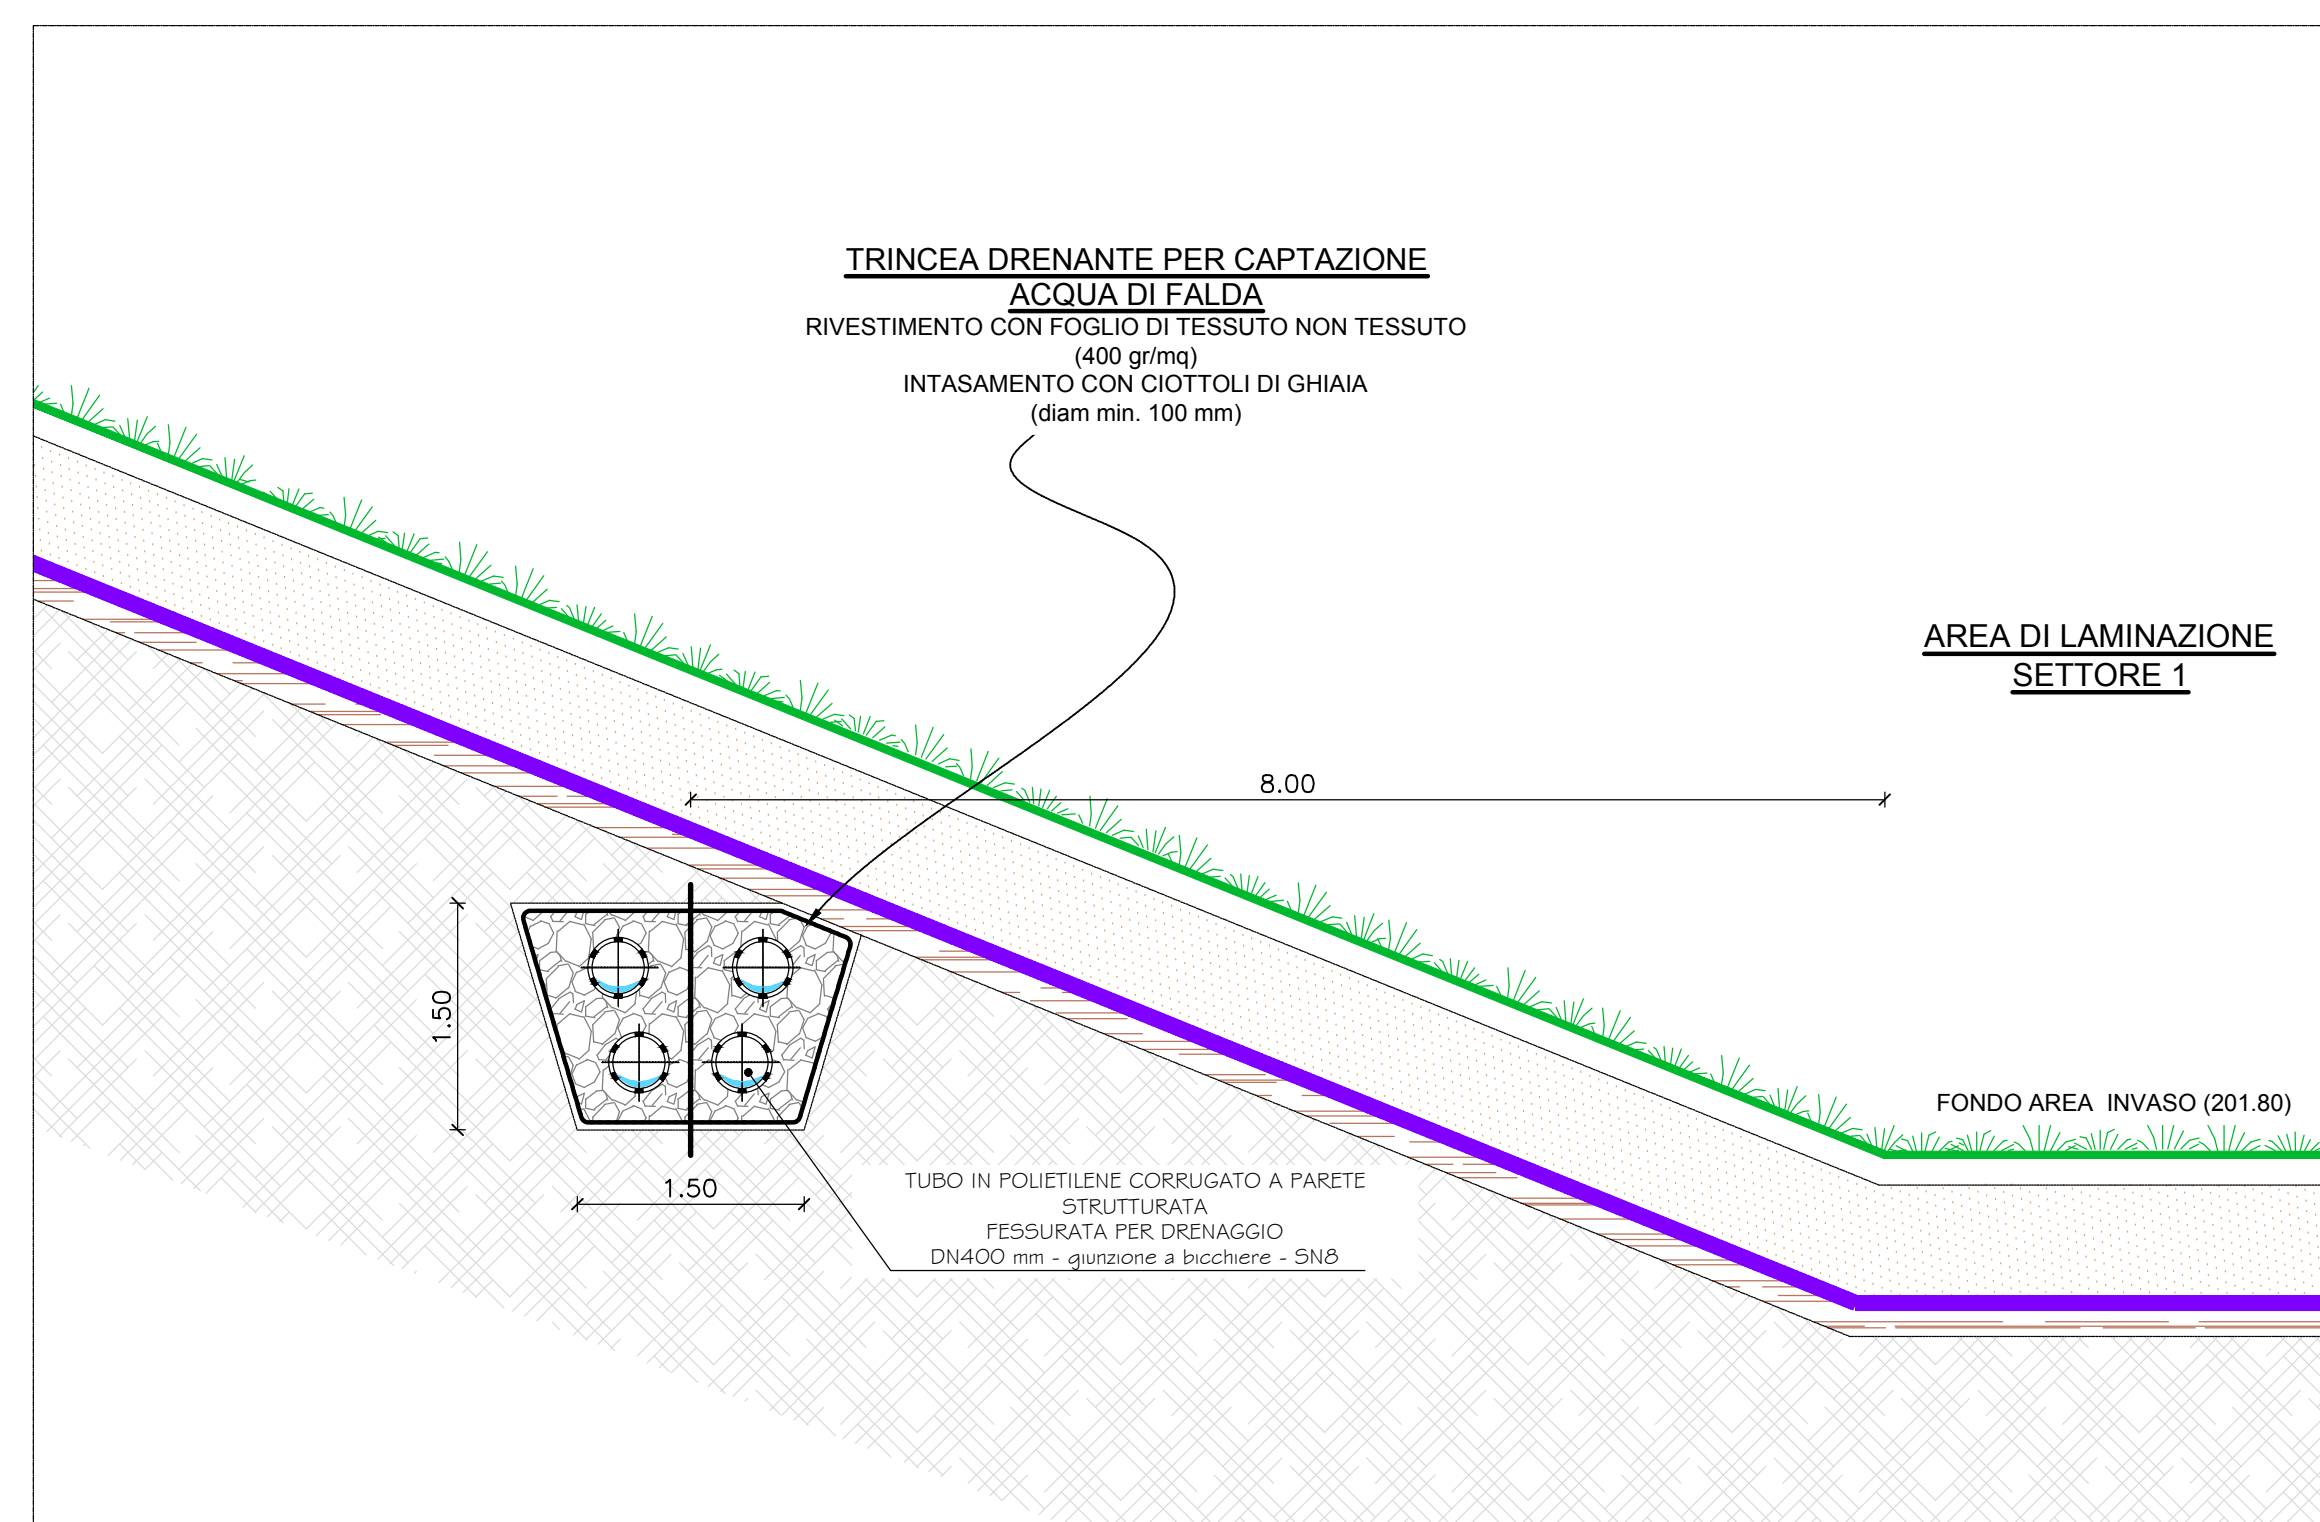 TRINCEA DRENANTE PER CAPTAZIONE
ACQUA DI FALDA
RIVESTIMENTO CON FOGLIO DI TESSUTO NON TESSUTO
(400 gr/mq)
INTASAMENTO CON CIOTTOLI DI GHIAIA
(diam min. 100 mm)
AREA DI LAMINAZIONE
SETTORE 1
8.00
1.50
FONDO AREA  INVASO (201.80)
1.50
TUBO IN POLIETILENE CORRUGATO A PARETE
STRUTTURATA
FESSURATA PER DRENAGGIO
DN400 mm - giunzione a bicchiere - SN8